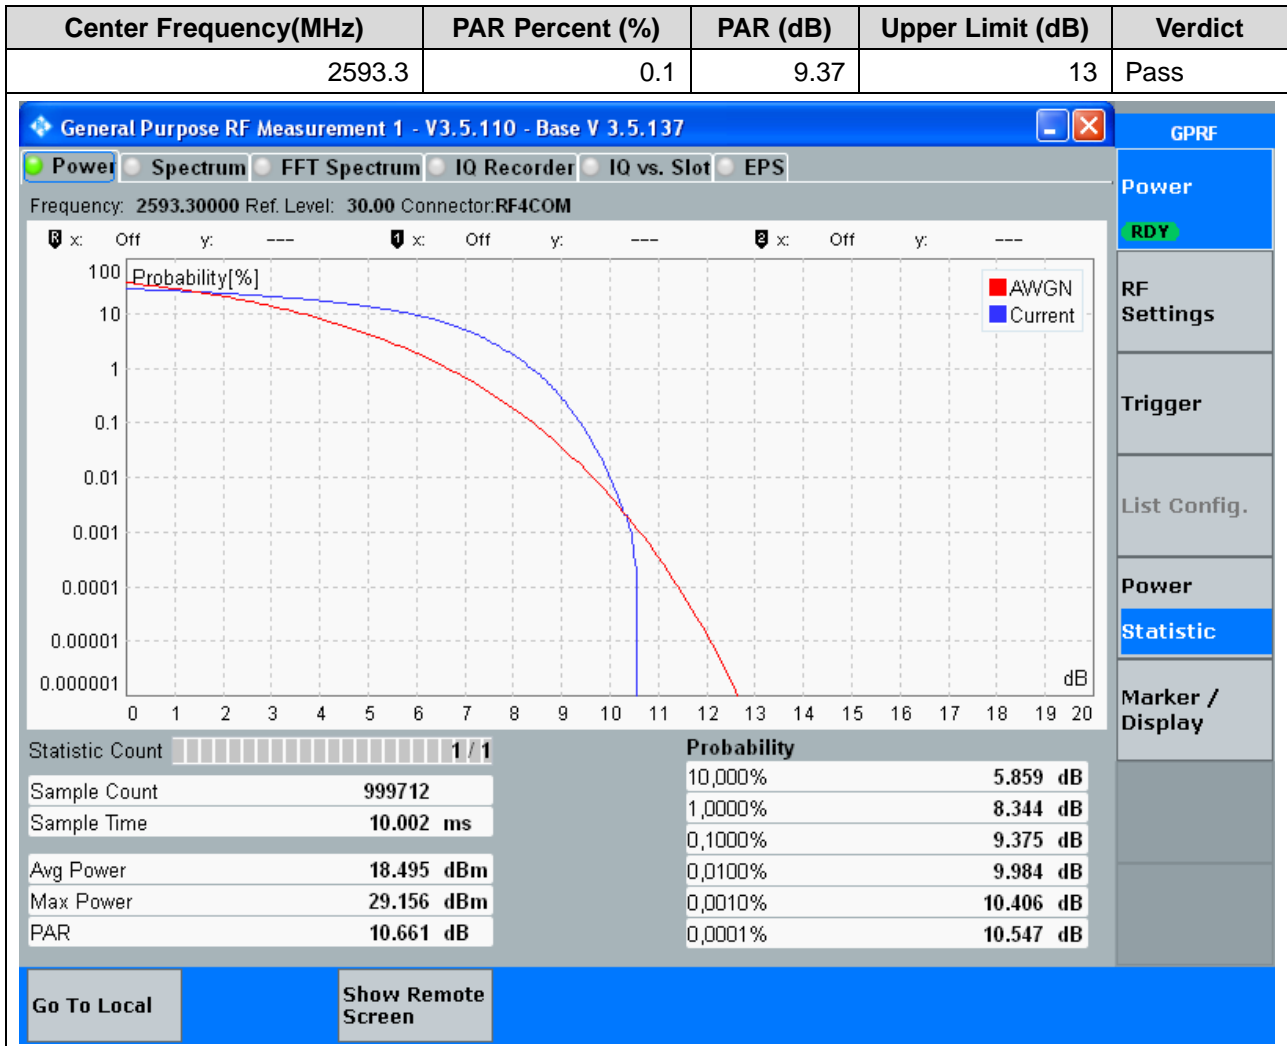 Center Frequency(MHz) PAR Percent (%) PAR (dB) Upper Limit (dB) Verdict
2593.3 0.1 9.37 13 Pass
General Purpose RF Measurement 1 - V3.5.110 - Base V 3.5.137
GPRF
Power Spectrum FFT Spectrum IQ Recorder IQ vs. Slot EPS
Frequency: 2593.30000 Ref. Level: 30.00 Connector:RF4COM
R x: Off y: --- 1 x: Off y: --- 2 x: Off y: ---
Probability[%]
AWGN
Current
100
10
1
0.1
0.01
0.001
0.0001
0.00001
0.000001
dB
0 1 2 3 4 5 6 7 8 9 10 11 12 13 14 15 16 17 18 19 20
Statistic Count 1 / 1
Sample Count 999712
Sample Time 10.002 ms
Avg Power 18.495 dBm
Max Power 29.156 dBm
PAR 10.661 dB
Probability
10,000% 5.859 dB
1,0000% 8.344 dB
0,1000% 9.375 dB
0,0100% 9.984 dB
0,0010% 10.406 dB
0,0001% 10.547 dB
Power
RDY
RF
Settings
Trigger
List Config.
Power
Statistic
Marker /
Display
Go To Local
Show Remote
Screen